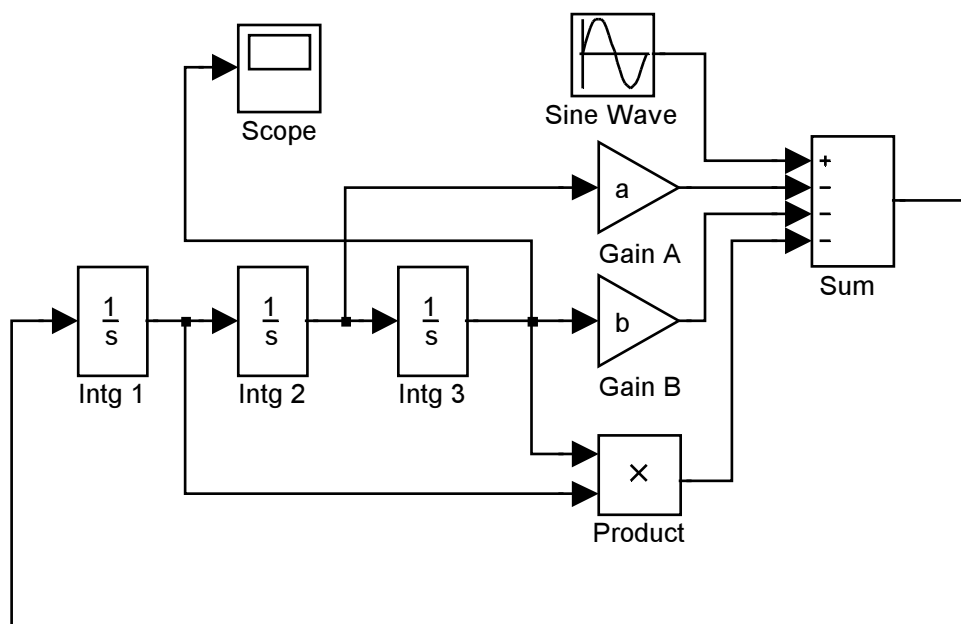 Scope
Sine Wave
+
−
−
−
a
Gain A
Sum
1
s
Intg 1
1
s
Intg 2
1
s
Intg 3
b
Gain B
×
Product